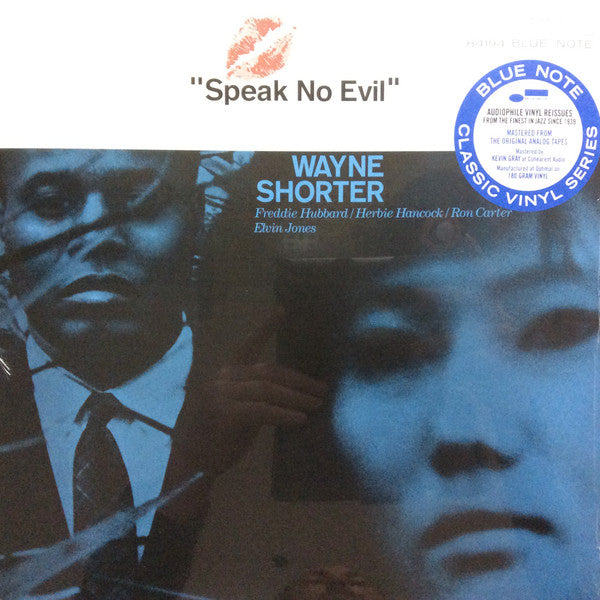 84194 BLUE NOTE
"Speak No Evil"
BLUE NOTE
AUDIOPHILE VINYL REISSUES
FROM THE FINEST IN JAZZ SINCE 1939
MASTERED FROM
THE ORIGINAL ANALOG TAPES
Mastered by
KEVIN GRAY at Cohearent Audio
Manufactured at Optimal on
180 GRAM VINYL
CLASSIC VINYL SERIES
WAYNE
SHORTER
Freddie Hubbard/Herbie Hancock/Ron Carter
Elvin Jones